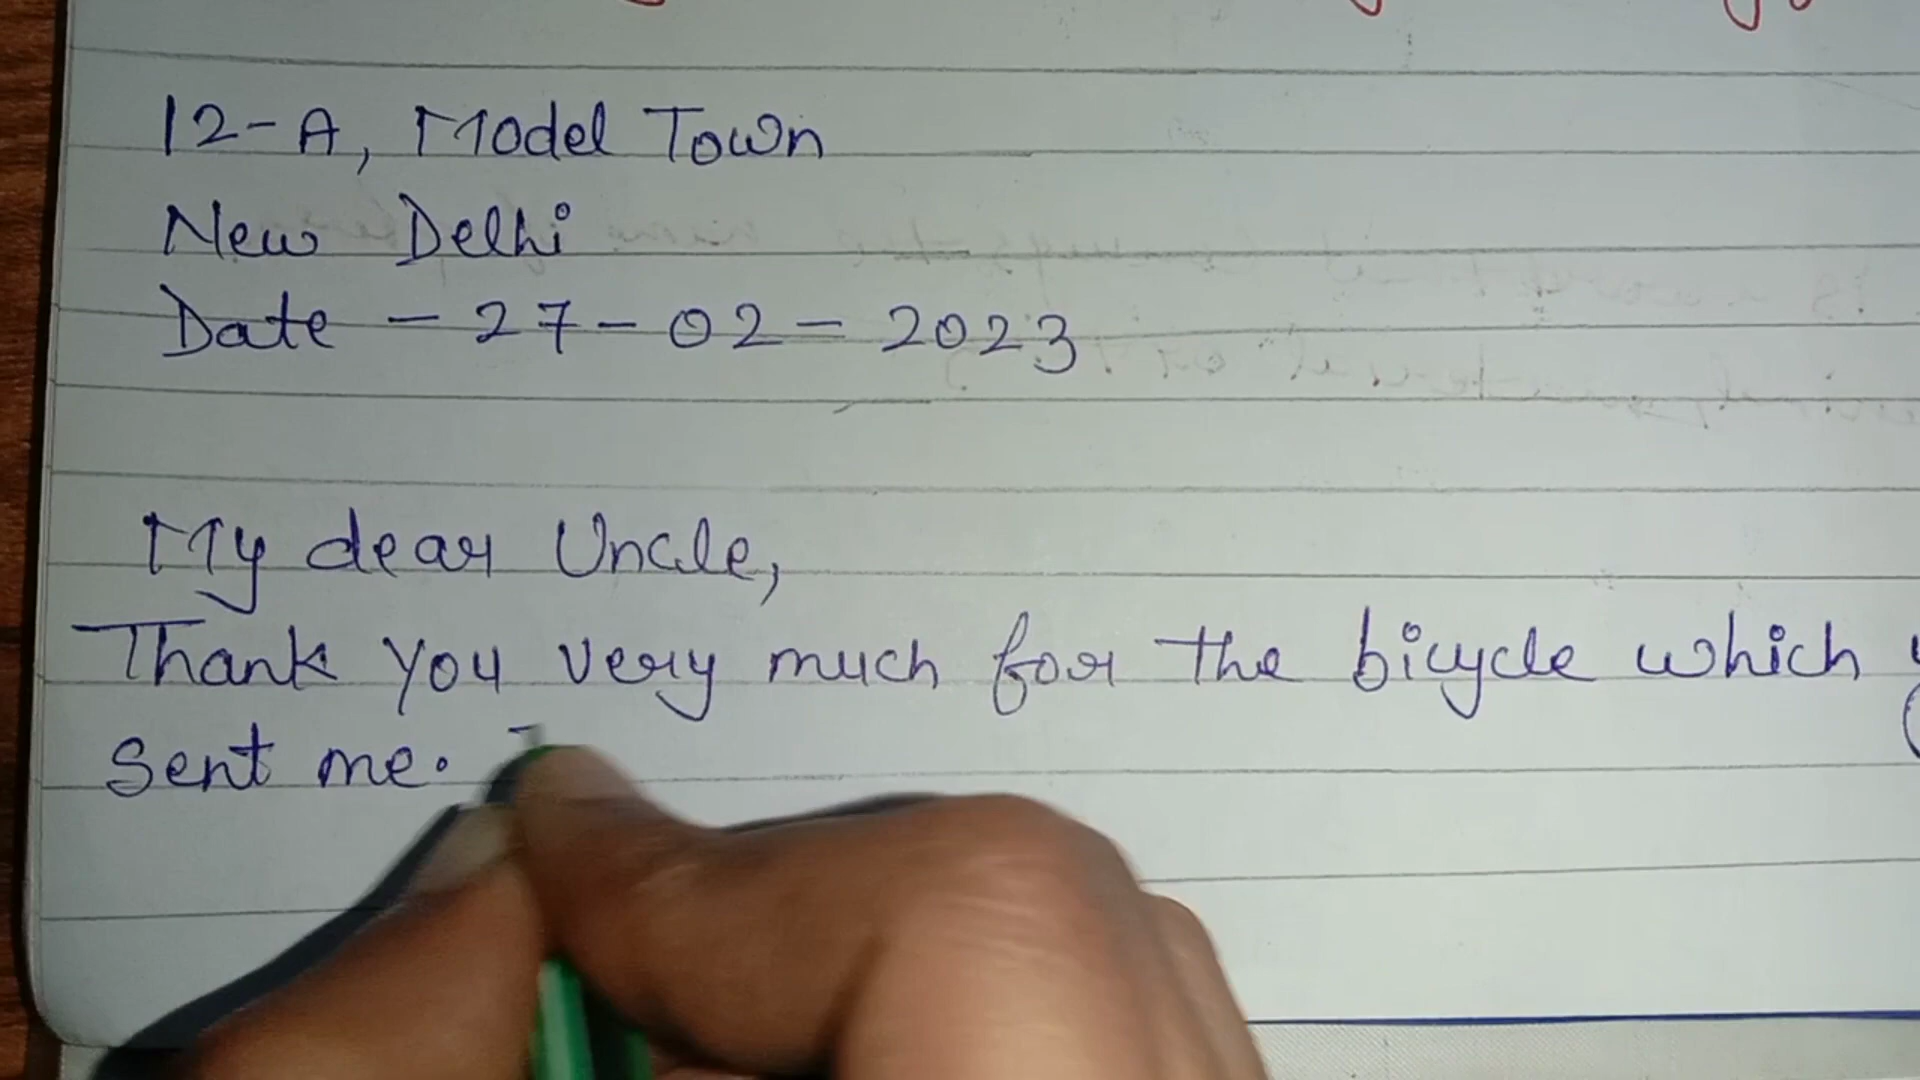 12-A, Model Town
New Delhi
Date - 27-02-2023
My dear Uncle,
Thank you very much for the bicycle which
sent me.